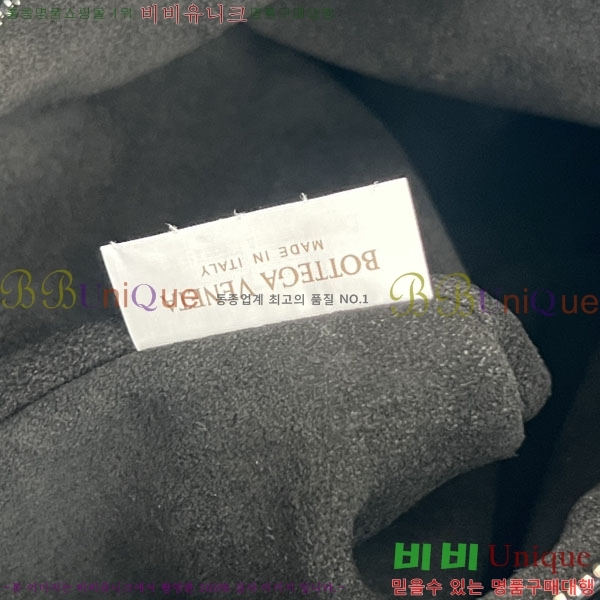 비비유니크
BBUniQue BBUniQue
동종업계 최고의 품질 NO.1
BOTTEGA VENETA
MADE IN ITALY
비비 Unique
믿을수 있는 명품구매대행